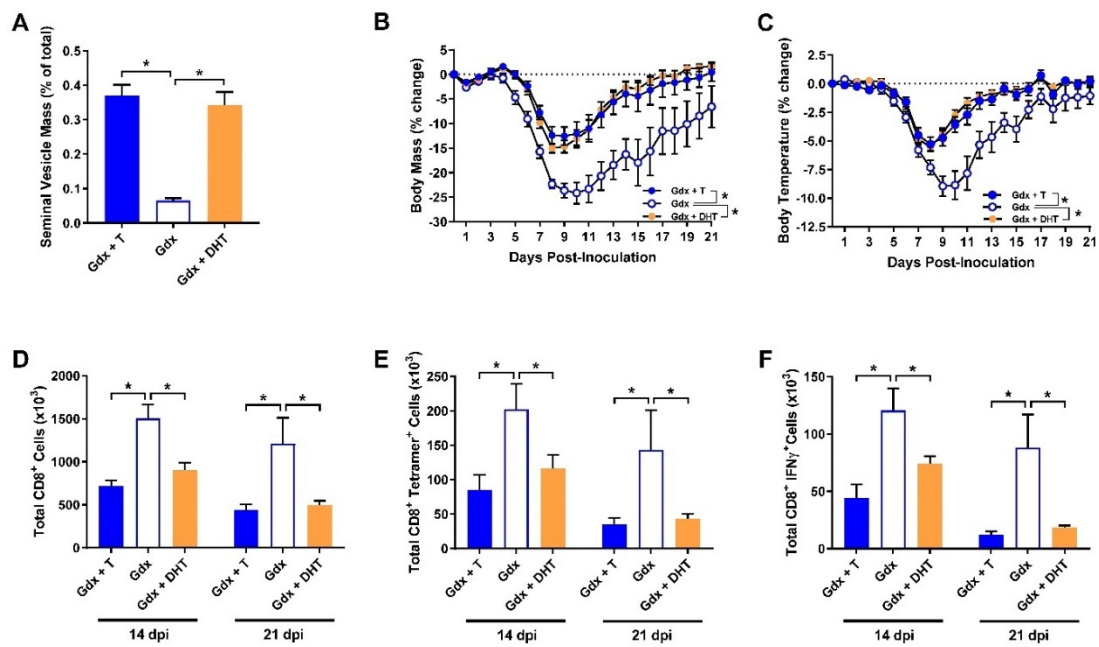 A
Seminal Vesicle Mass (% of total)
0.5
0.4
0.3
0.2
0.1
0.0
*
*
Gdx + T
Gdx
Gdx + DHT
B
Body Mass (% change)
5
0
-5
-10
-15
-20
-25
-30
1 3 5 7 9 11 13 15 17 19 21
Days Post-Inoculation
Gdx + T
Gdx
Gdx + DHT
*
*
C
Body Temperature (% change)
2.5
0.0
-2.5
-5.0
-7.5
-10.0
-12.5
1 3 5 7 9 11 13 15 17 19 21
Days Post-Inoculation
Gdx + T
Gdx
Gdx + DHT
*
*
D
Total CD8⁺ Cells (x10³)
2000
1500
1000
500
0
* * * *
Gdx + T
Gdx
Gdx + DHT
Gdx + T
Gdx
Gdx + DHT
14 dpi 21 dpi
E
Total CD8⁺ Tetramer⁺ Cells (x10³)
250
200
150
100
50
0
* * * *
Gdx + T
Gdx
Gdx + DHT
Gdx + T
Gdx
Gdx + DHT
14 dpi 21 dpi
F
Total CD8⁺ IFNγ⁺Cells (x10³)
150
100
50
0
* * * *
Gdx + T
Gdx
Gdx + DHT
Gdx + T
Gdx
Gdx + DHT
14 dpi 21 dpi